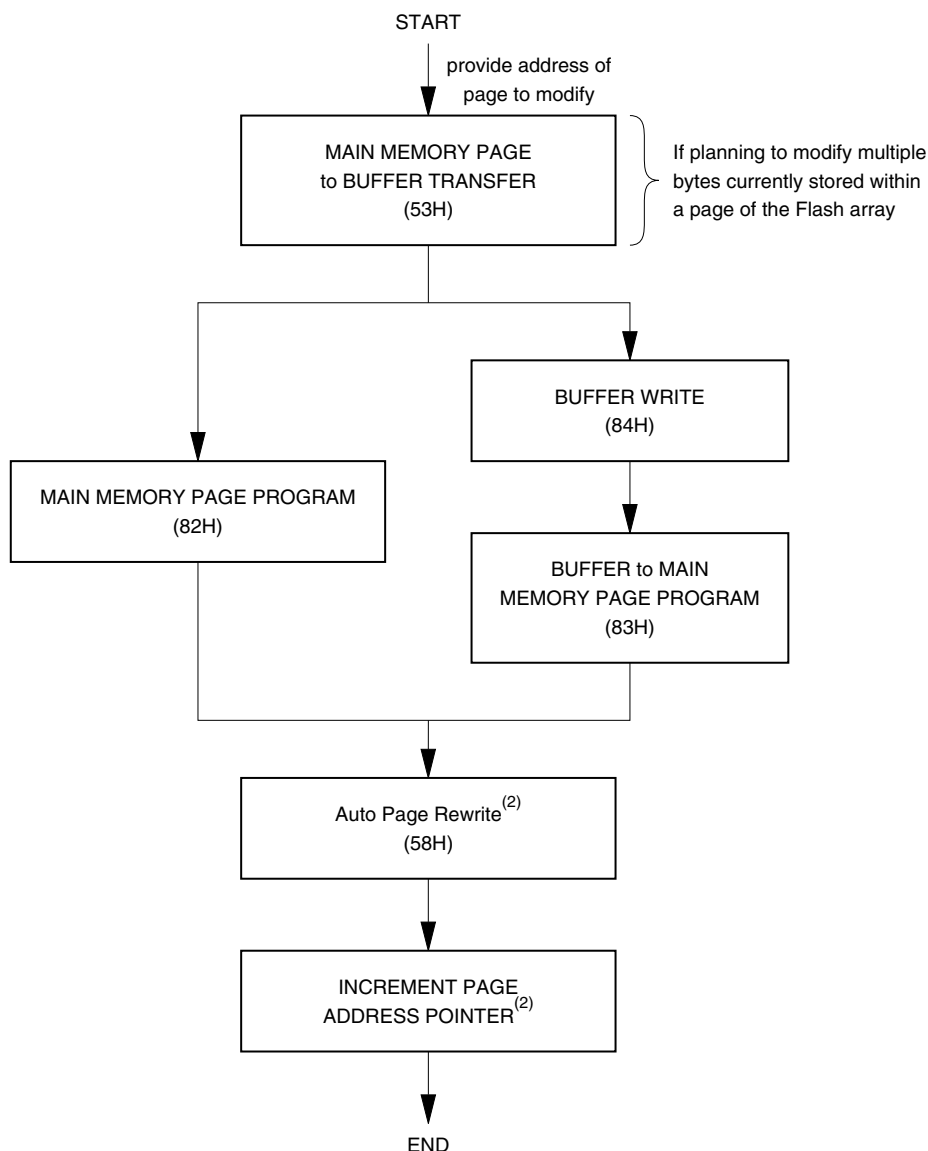 START
provide address of
page to modify
MAIN MEMORY PAGE
to BUFFER TRANSFER
(53H)
If planning to modify multiple
bytes currently stored within
a page of the Flash array
BUFFER WRITE
(84H)
MAIN MEMORY PAGE PROGRAM
(82H)
BUFFER to MAIN
MEMORY PAGE PROGRAM
(83H)
Auto Page Rewrite(2)
(58H)
INCREMENT PAGE
ADDRESS POINTER(2)
END